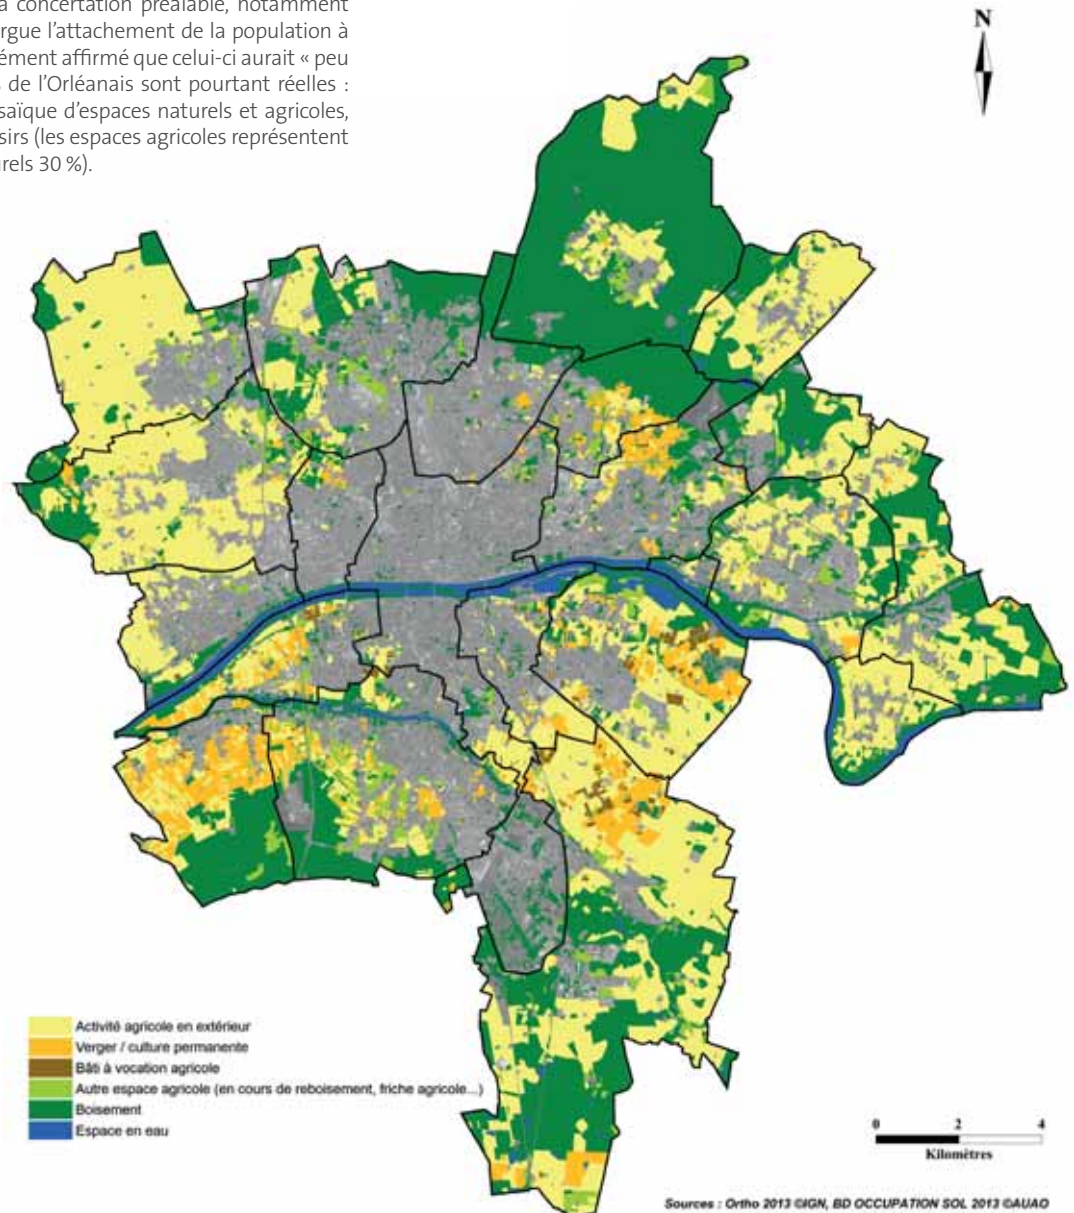 a concertation préalable, notamment
rgue l'attachement de la population à
ément affirmé que celui-ci aurait « peu
s de l'Orléanais sont pourtant réelles :
saïque d'espaces naturels et agricoles,
isirs (les espaces agricoles représentent
urels 30 %).
N
Activité agricole en extérieur
Verger / culture permanente
Bâti à vocation agricole
Autre espace agricole (en cours de reboisement, friche agricole...)
Boisement
Espace en eau
0 2 4
Kilomètres
Sources : Ortho 2013 ©IGN, BD OCCUPATION SOL 2013 ©AUAO